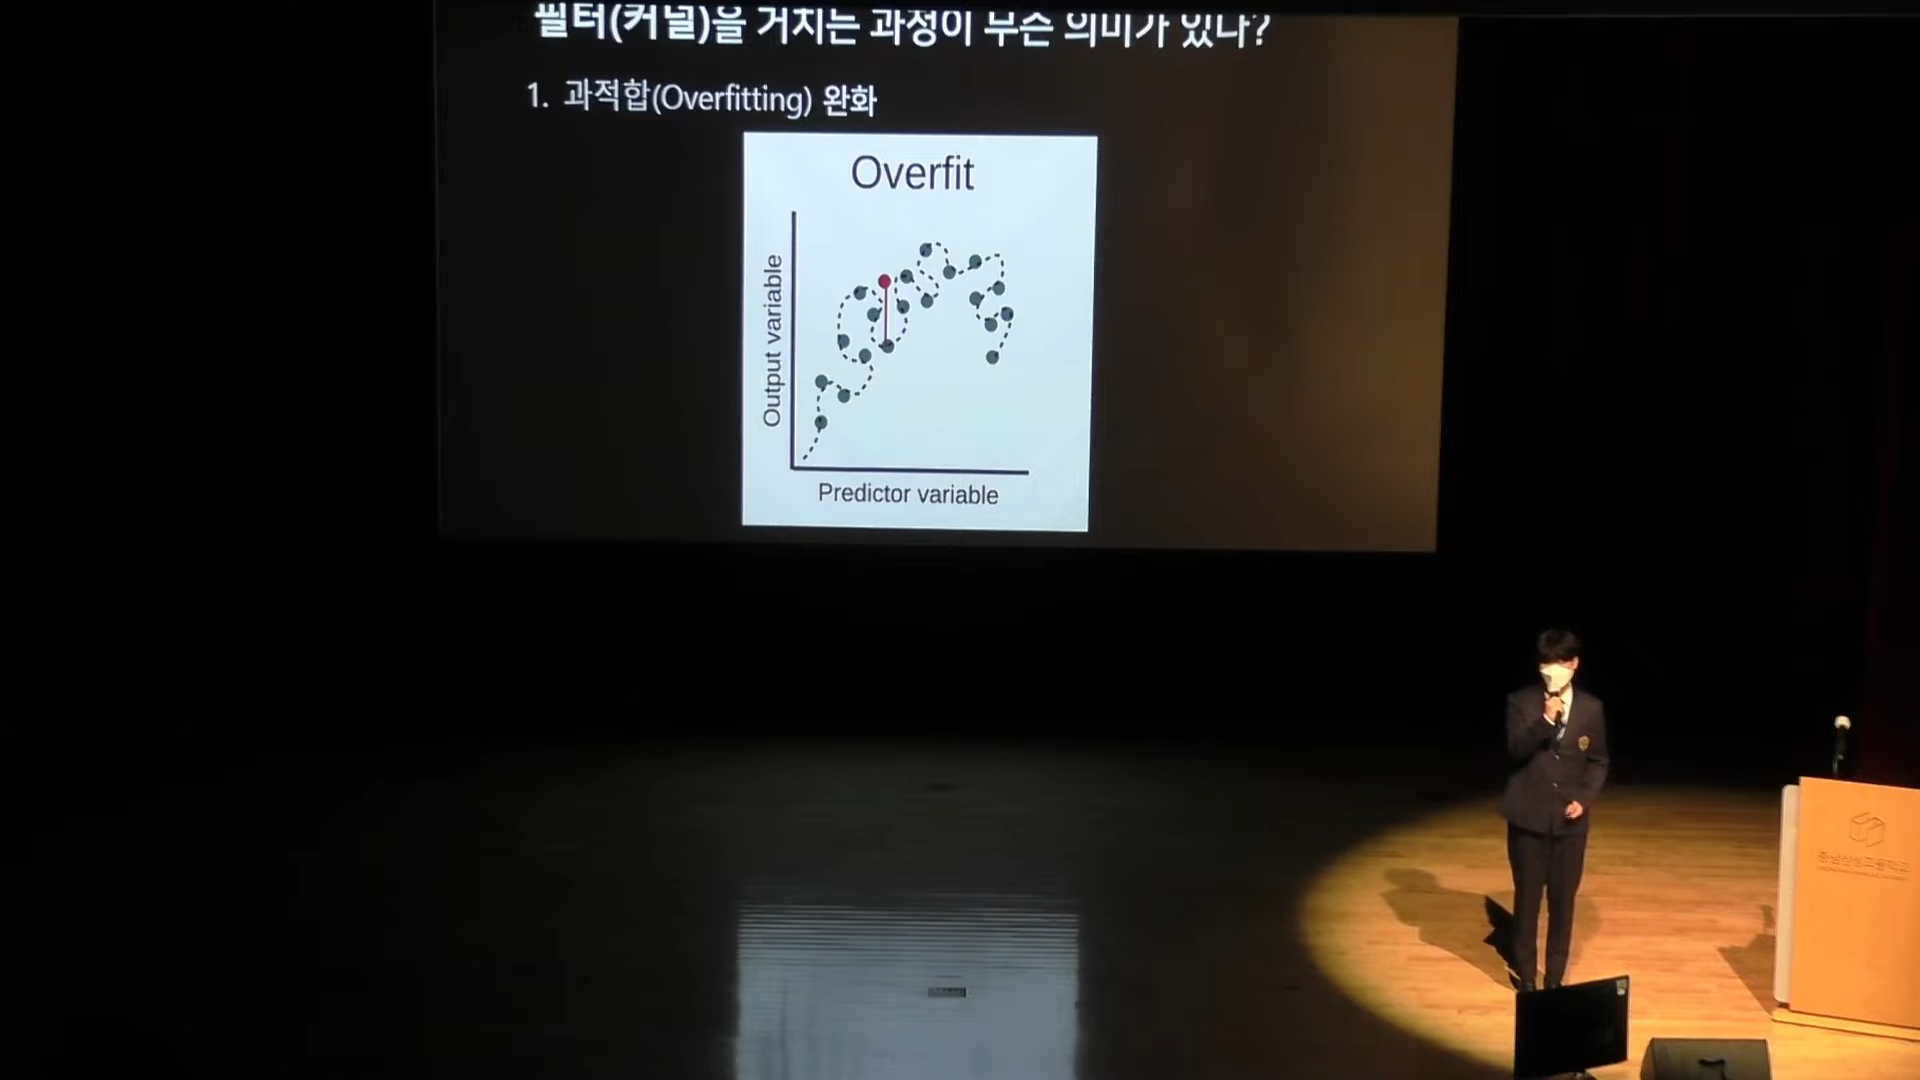 필터(커널)을 거치는 과정이 무슨 의미가 있나?
1. 과적합(Overfitting) 완화
Overfit
Output variable
Predictor variable